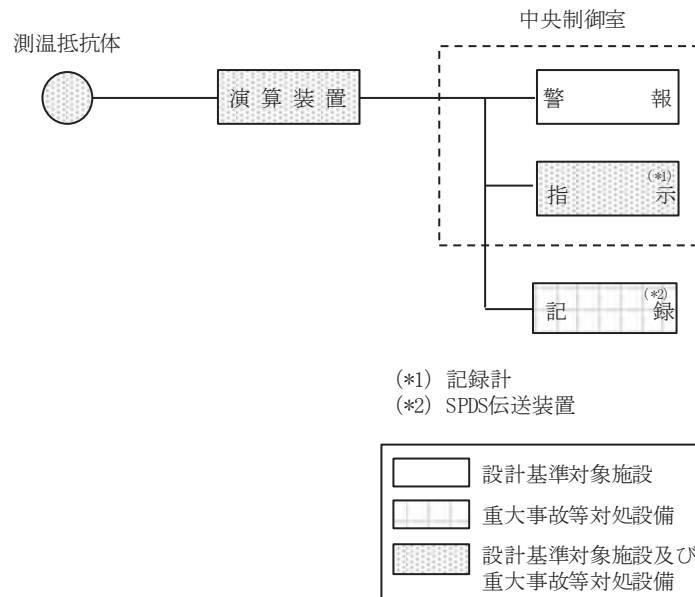 中央制御室
測温抵抗体
演算装置
警報
指示(*1)
記録(*2)
(*1) 記録計
(*2) SPDS伝送装置
設計基準対象施設
重大事故等対処設備
設計基準対象施設及び
重大事故等対処設備